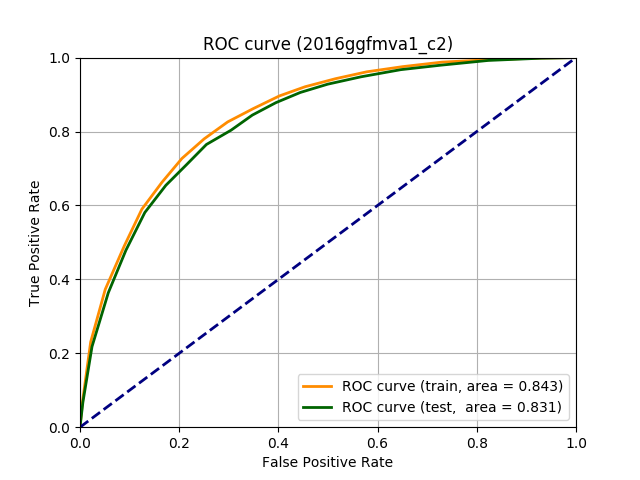 ROC curve (2016ggfmva1_c2)
1.0
0.8
0.6
0.4
0.2
0.0
True Positive Rate
ROC curve (train, area = 0.843)
ROC curve (test,  area = 0.831)
0.0 0.2 0.4 0.6 0.8 1.0
False Positive Rate